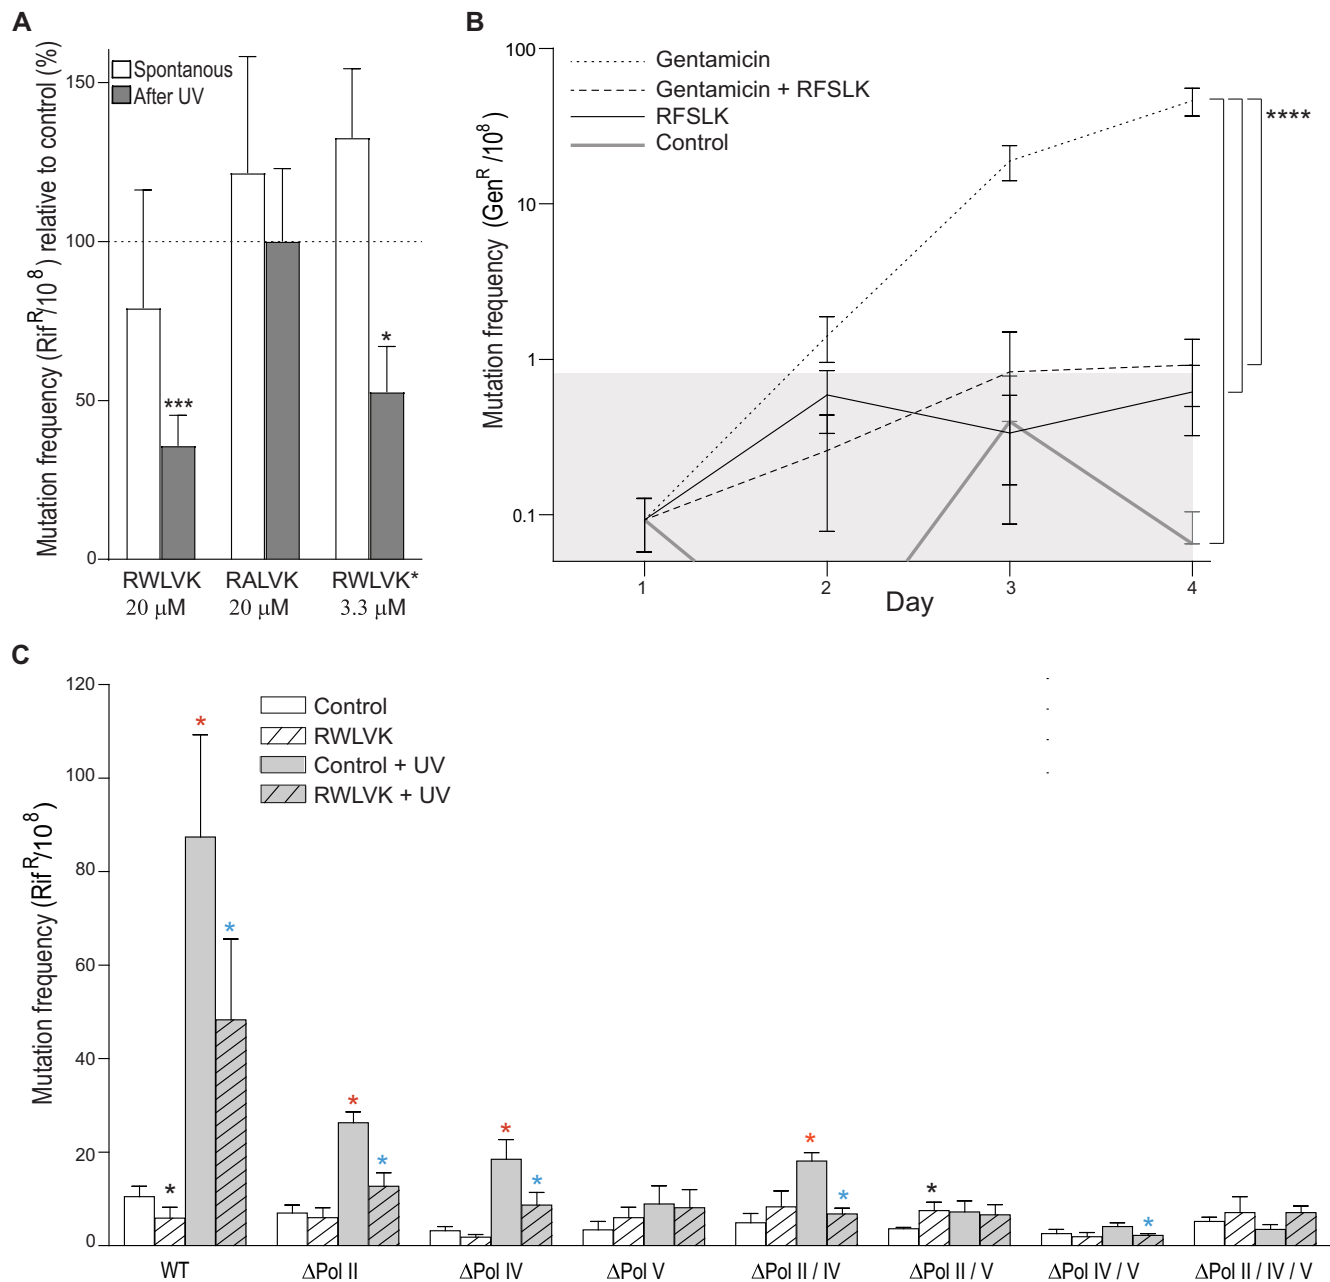 A
Mutation frequency (Rif^R/10^8) relative to control (%)
150
100
50
0
Spontanous
After UV
***
*
RWLVK RALVK RWLVK*
20 μM 20 μM 3.3 μM
B
Mutation frequency (Gen^R /10^8)
100
10
1
0.1
Gentamicin
Gentamicin + RFSLK
RFSLK
Control
****
1 2 3 4
Day
C
Mutation frequency (Rif^R/10^8)
120
100
80
60
40
20
0
Control
RWLVK
Control + UV
RWLVK + UV
* * *
* * *
* * *
* * *
*
*
WT ΔPol II ΔPol IV ΔPol V ΔPol II / IV ΔPol II / V ΔPol IV / V ΔPol II / IV / V